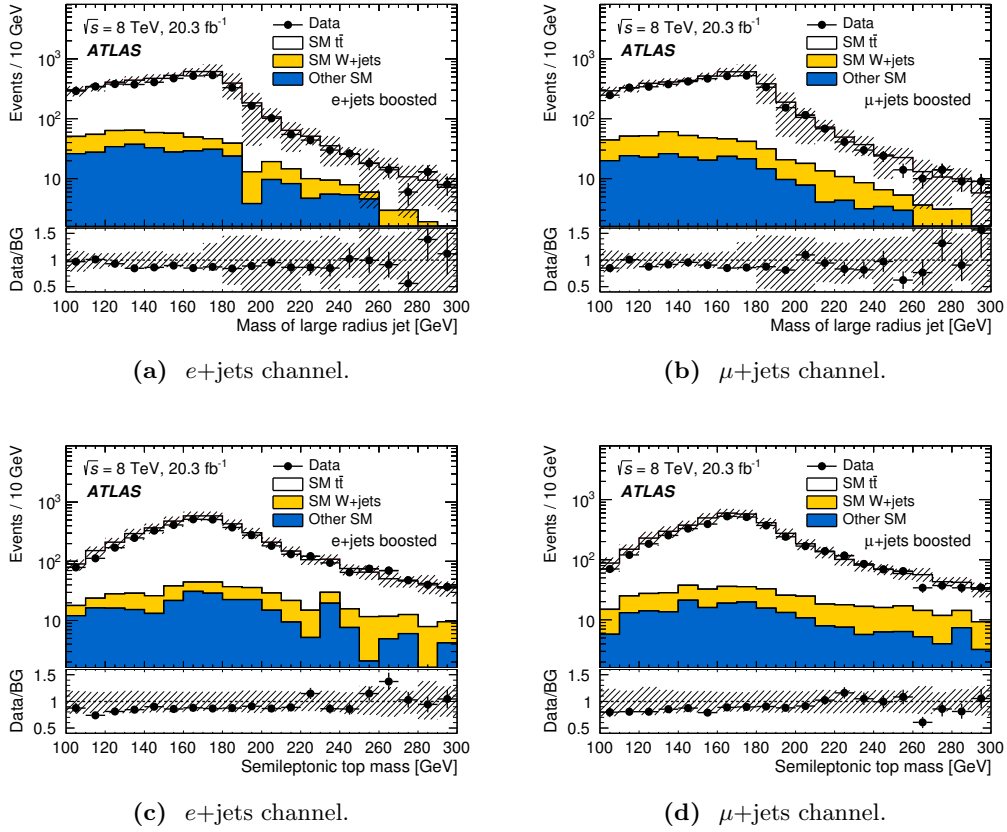 √s = 8 TeV, 20.3 fb⁻¹
ATLAS
Data
SM tt̄
SM W+jets
Other SM
e+jets boosted
Events / 10 GeV
10³
10²
10
Data/BG
1.5
1
0.5
100 120 140 160 180 200 220 240 260 280 300
Mass of large radius jet [GeV]
(a) e+jets channel.
√s = 8 TeV, 20.3 fb⁻¹
ATLAS
Data
SM tt̄
SM W+jets
Other SM
μ+jets boosted
Events / 10 GeV
10³
10²
10
Data/BG
1.5
1
0.5
100 120 140 160 180 200 220 240 260 280 300
Mass of large radius jet [GeV]
(b) μ+jets channel.
√s = 8 TeV, 20.3 fb⁻¹
ATLAS
Data
SM tt̄
SM W+jets
Other SM
e+jets boosted
Events / 10 GeV
10³
10²
10
Data/BG
1.5
1
0.5
100 120 140 160 180 200 220 240 260 280 300
Semileptonic top mass [GeV]
(c) e+jets channel.
√s = 8 TeV, 20.3 fb⁻¹
ATLAS
Data
SM tt̄
SM W+jets
Other SM
μ+jets boosted
Events / 10 GeV
10³
10²
10
Data/BG
1.5
1
0.5
100 120 140 160 180 200 220 240 260 280 300
Semileptonic top mass [GeV]
(d) μ+jets channel.